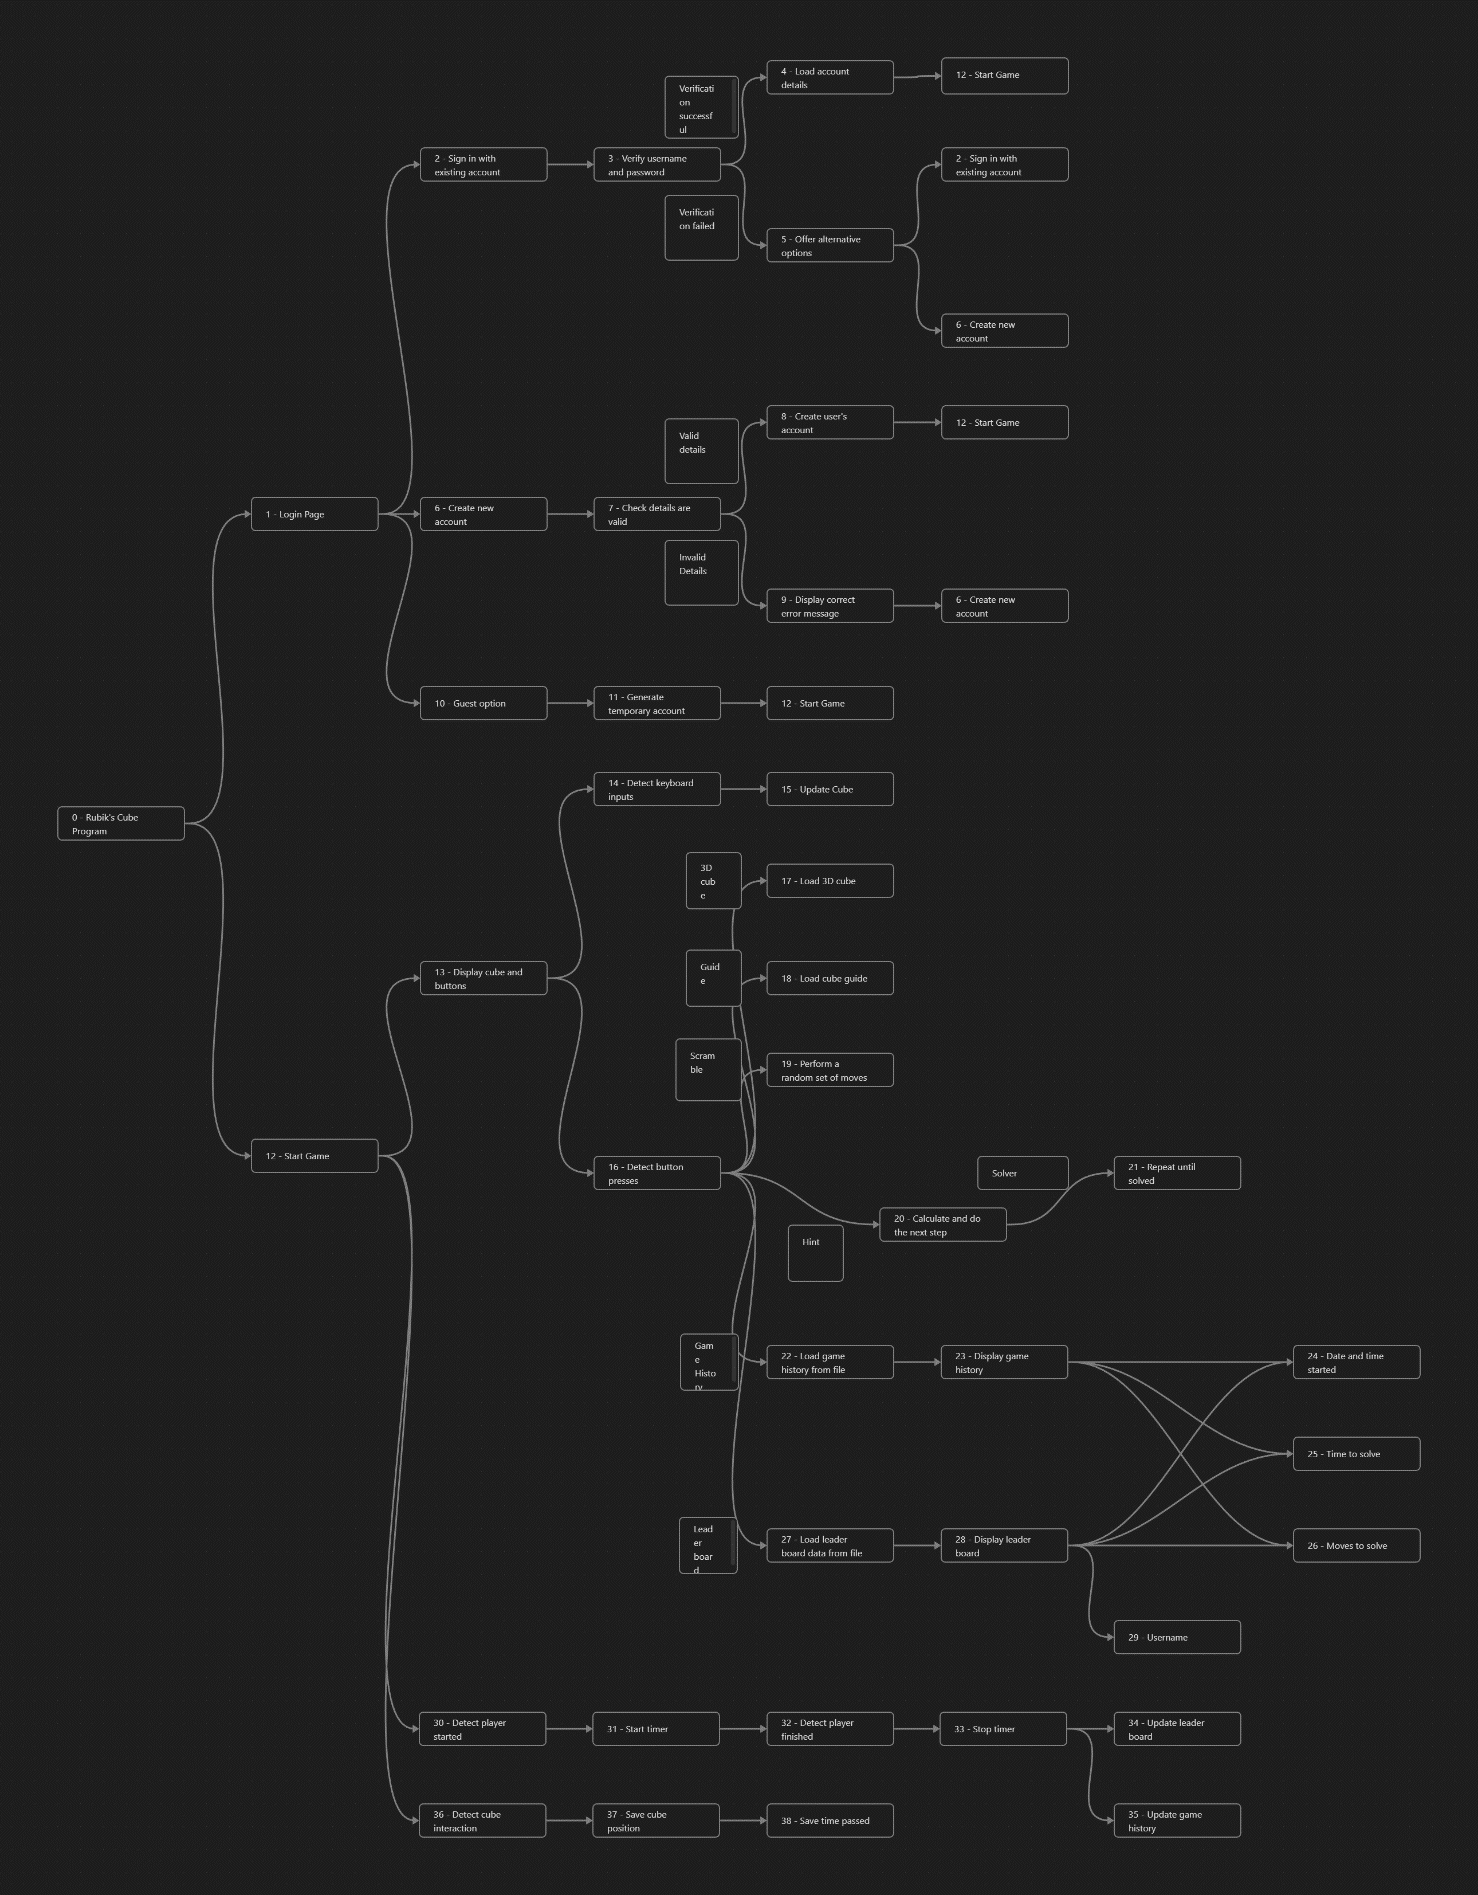 4 - Load account
details
12 - Start Game
Verificati
on
successf
ul
2 - Sign in with
existing account
3 - Verify username
and password
2 - Sign in with
existing account
Verificati
on failed
5 - Offer alternative
options
6 - Create new
account
8 - Create user's
account
12 - Start Game
Valid
details
1 - Login Page
6 - Create new
account
7 - Check details are
valid
Invalid
Details
9 - Display correct
error message
6 - Create new
account
10 - Guest option
11 - Generate
temporary account
12 - Start Game
14 - Detect keyboard
inputs
15 - Update Cube
0 - Rubik's Cube
Program
3D
cub
e
17 - Load 3D cube
13 - Display cube and
buttons
Guid
e
18 - Load cube guide
Scram
ble
19 - Perform a
random set of moves
12 - Start Game
16 - Detect button
presses
Solver
21 - Repeat until
solved
20 - Calculate and do
the next step
Hint
Gam
e
Histo
ry
22 - Load game
history from file
23 - Display game
history
24 - Date and time
started
25 - Time to solve
Lead
er
boar
d
27 - Load leader
board data from file
28 - Display leader
board
26 - Moves to solve
29 - Username
30 - Detect player
started
31 - Start timer
32 - Detect player
finished
33 - Stop timer
34 - Update leader
board
36 - Detect cube
interaction
37 - Save cube
position
38 - Save time passed
35 - Update game
history